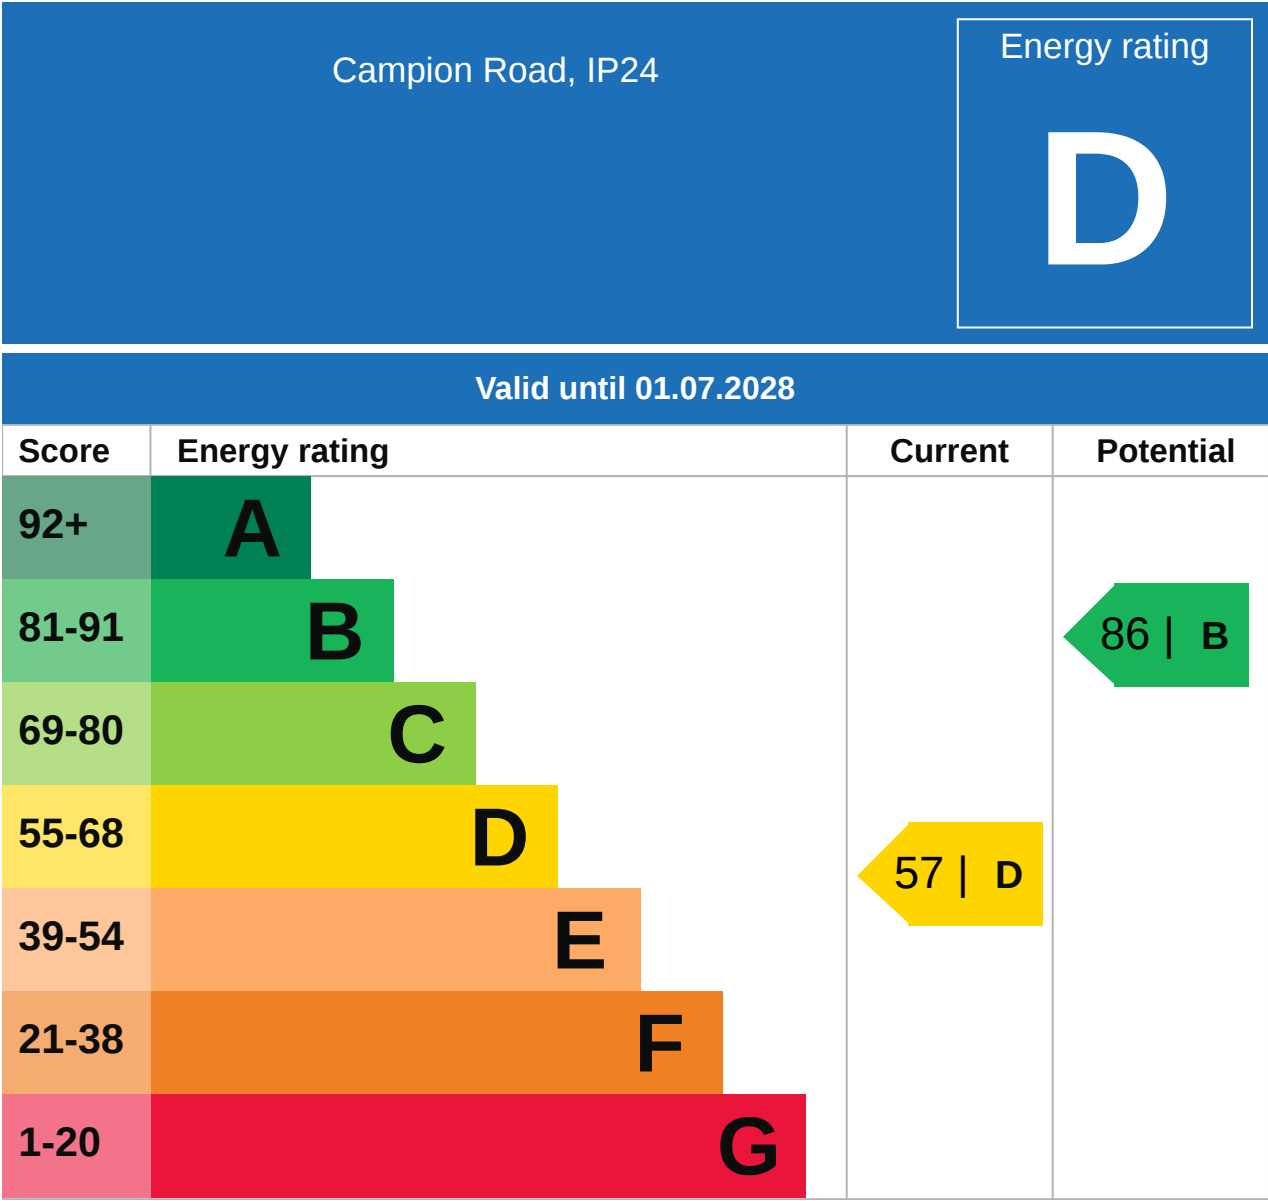 Campion Road, IP24
Energy rating
D
Valid until 01.07.2028
Score Energy rating Current Potential
92+ A
81-91 B
86 | B
69-80 C
55-68 D
57 | D
39-54 E
21-38 F
1-20 G